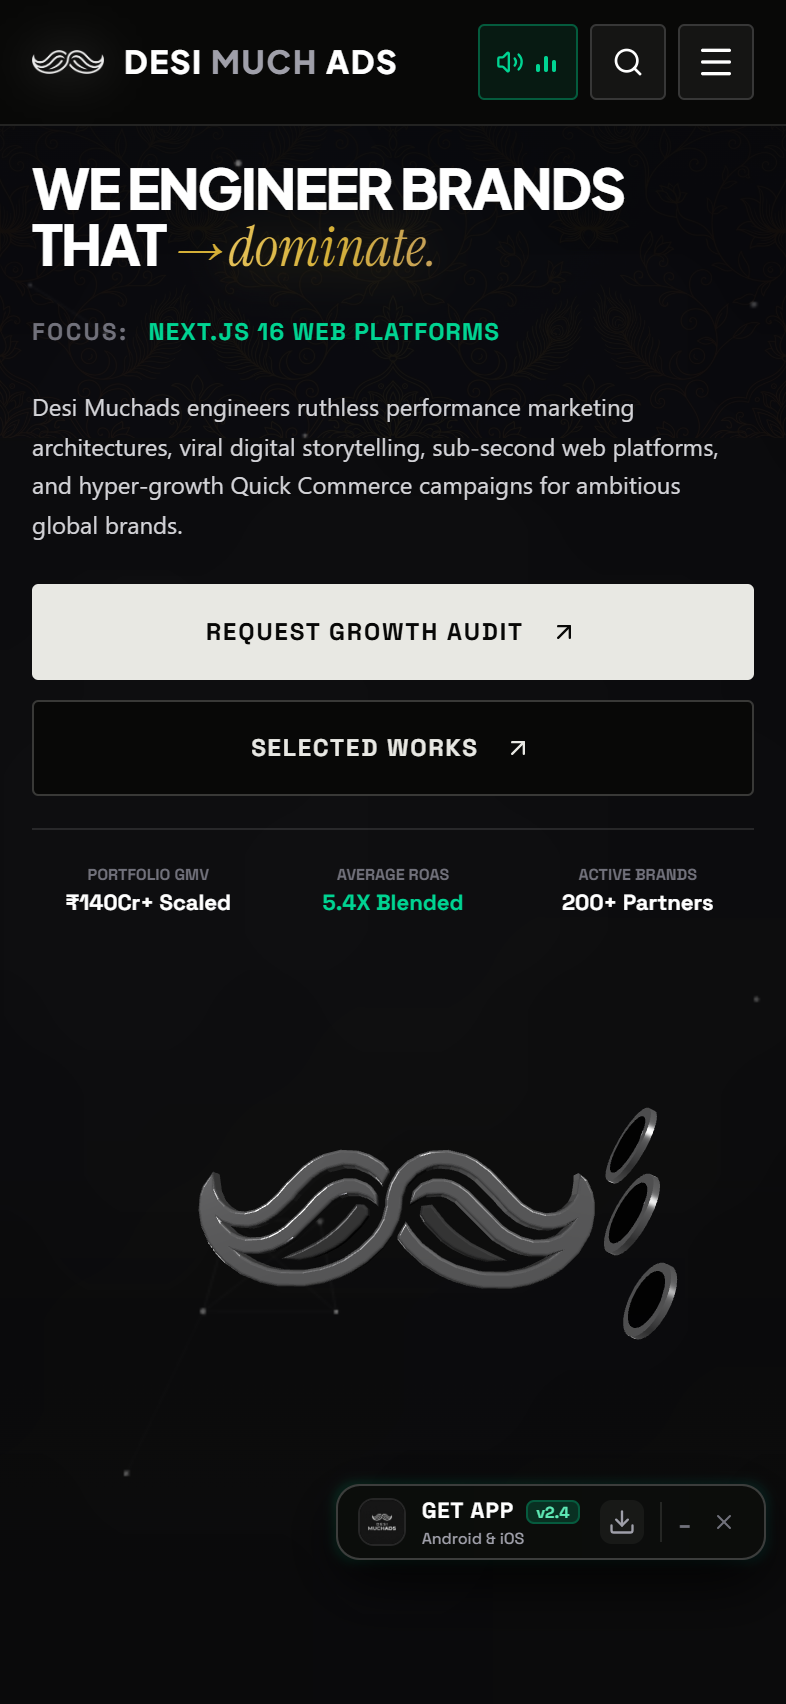 DESI MUCH ADS
WE ENGINEER BRANDS
THAT →dominate.
FOCUS: NEXT.JS 16 WEB PLATFORMS
Desi Muchads engineers ruthless performance marketing
architectures, viral digital storytelling, sub-second web platforms,
and hyper-growth Quick Commerce campaigns for ambitious
global brands.
REQUEST GROWTH AUDIT
SELECTED WORKS
PORTFOLIO GMV
₹140Cr+ Scaled
AVERAGE ROAS
5.4X Blended
ACTIVE BRANDS
200+ Partners
DESI
MUCHADS
GET APP v2.4
Android & iOS